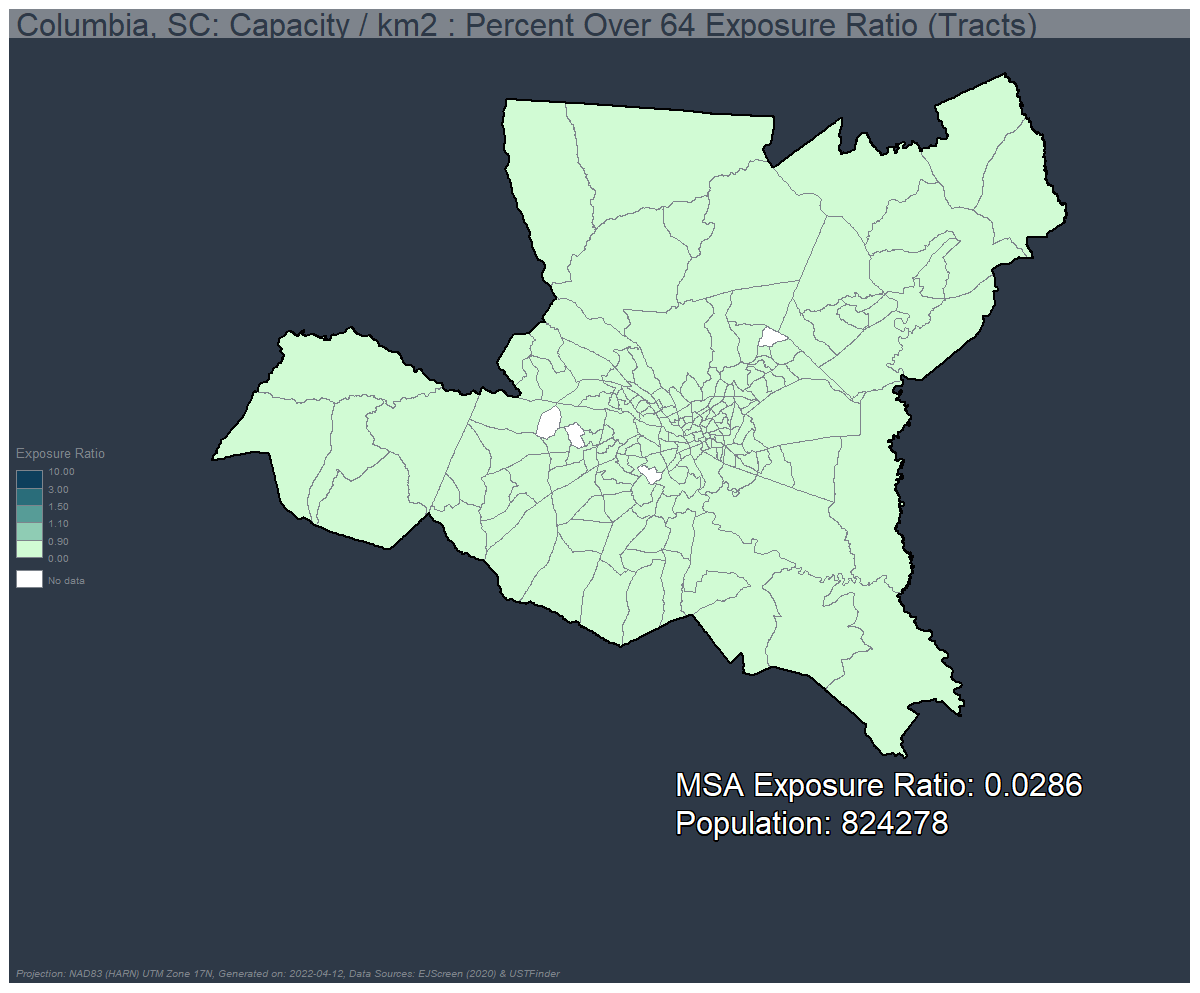 Columbia, SC: Capacity / km2 : Percent Over 64 Exposure Ratio (Tracts)
Exposure Ratio
10.00
3.00
1.50
1.10
0.90
0.00
No data
MSA Exposure Ratio: 0.0286
Population: 824278
Projection: NAD83 (HARN) UTM Zone 17N, Generated on: 2022-04-12, Data Sources: EJScreen (2020) & USTFinder